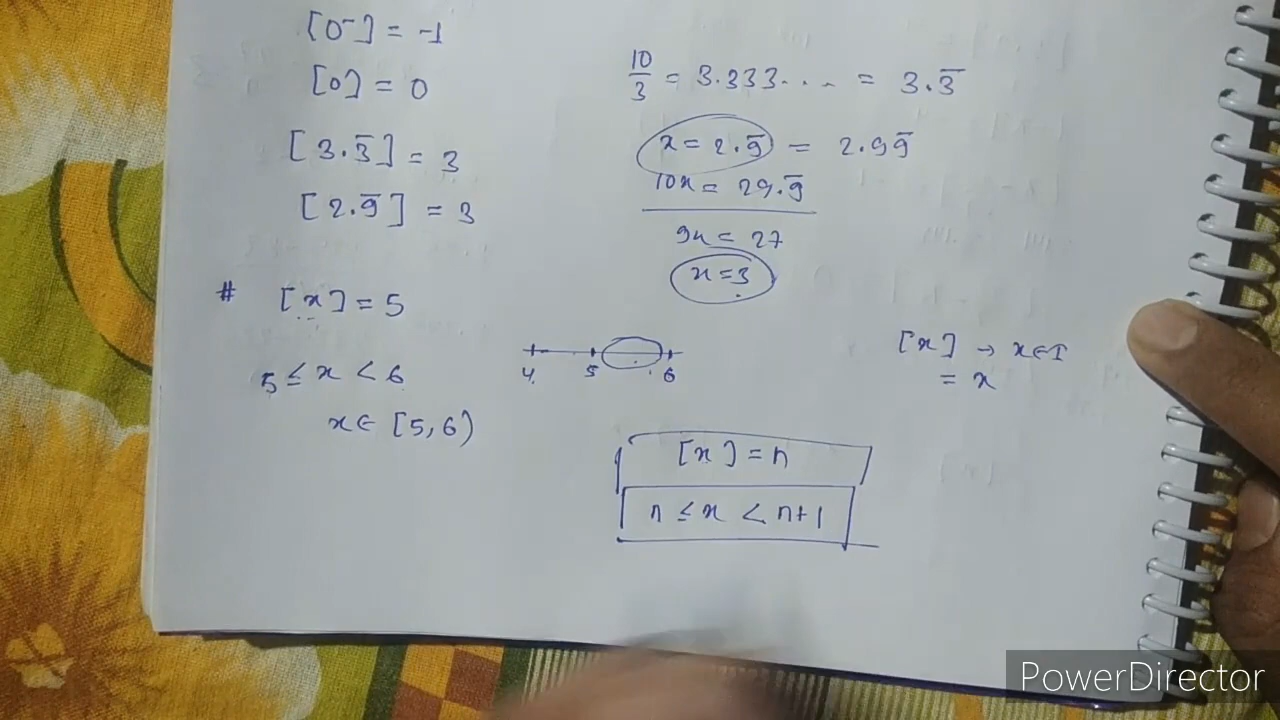 [0⁻] = -1
[0] = 0
[3.3̅] = 3
[2.9̅] = 3
10/3 = 3.333... = 3.3̅
x = 2.9̅ = 2.99̅
10x = 29.9̅
9x = 27
x = 3
# [x] = 5
5 ≤ x < 6
x ∈ [5, 6)
4 5 6
[x] → x ∈ I
= x
[x] = n
n ≤ x < n+1
PowerDirector